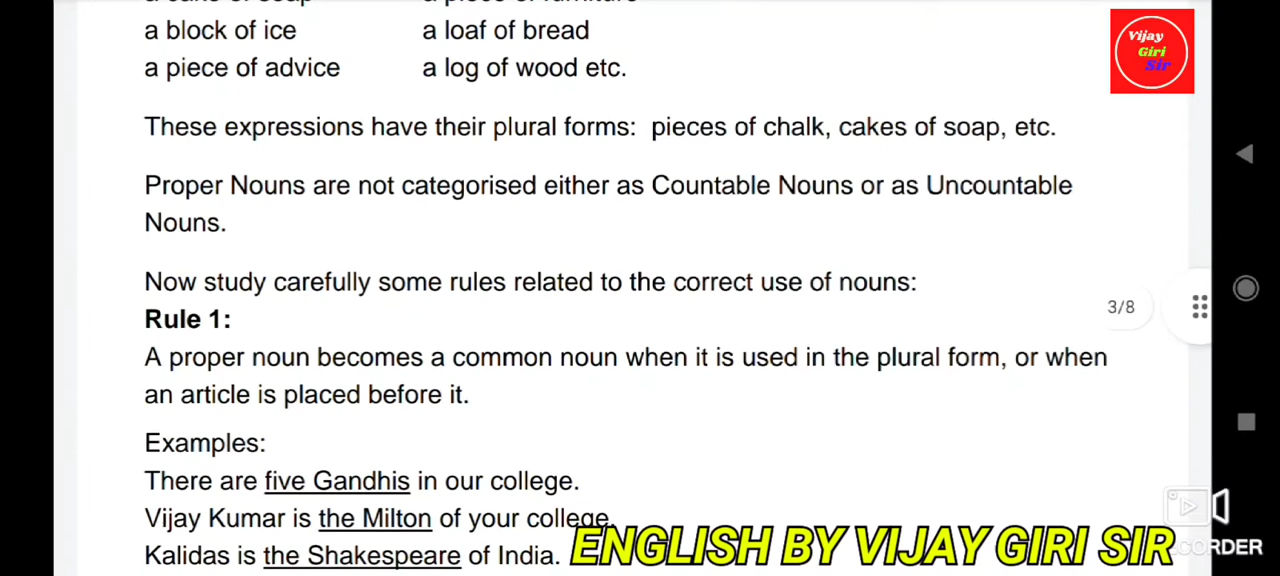 a block of ice a loaf of bread
a piece of advice a log of wood etc.
These expressions have their plural forms: pieces of chalk, cakes of soap, etc.
Proper Nouns are not categorised either as Countable Nouns or as Uncountable
Nouns.
Now study carefully some rules related to the correct use of nouns:
Rule 1:
A proper noun becomes a common noun when it is used in the plural form, or when
an article is placed before it.
Examples:
There are five Gandhis in our college.
Vijay Kumar is the Milton of your college.
Kalidas is the Shakespeare of India.
Vijay
Giri
Sir
3/8
ENGLISH BY VIJAY GIRI SIR
CORDER